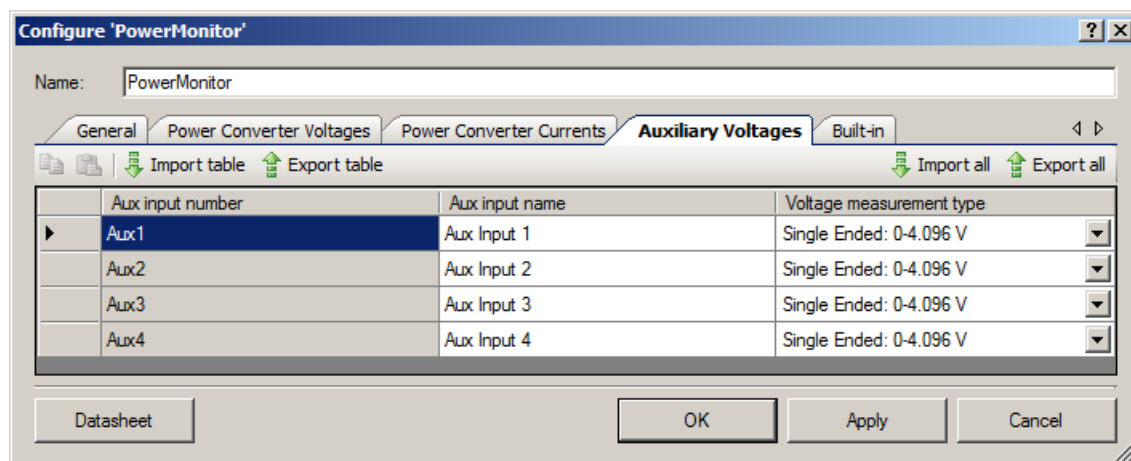 Configure 'PowerMonitor'
Name: PowerMonitor
General Power Converter Voltages Power Converter Currents Auxiliary Voltages Built-in
Import table Export table Import all Export all
Aux input number Aux input name Voltage measurement type
Aux1 Aux Input 1 Single Ended: 0-4.096 V
Aux2 Aux Input 2 Single Ended: 0-4.096 V
Aux3 Aux Input 3 Single Ended: 0-4.096 V
Aux4 Aux Input 4 Single Ended: 0-4.096 V
Datasheet OK Apply Cancel